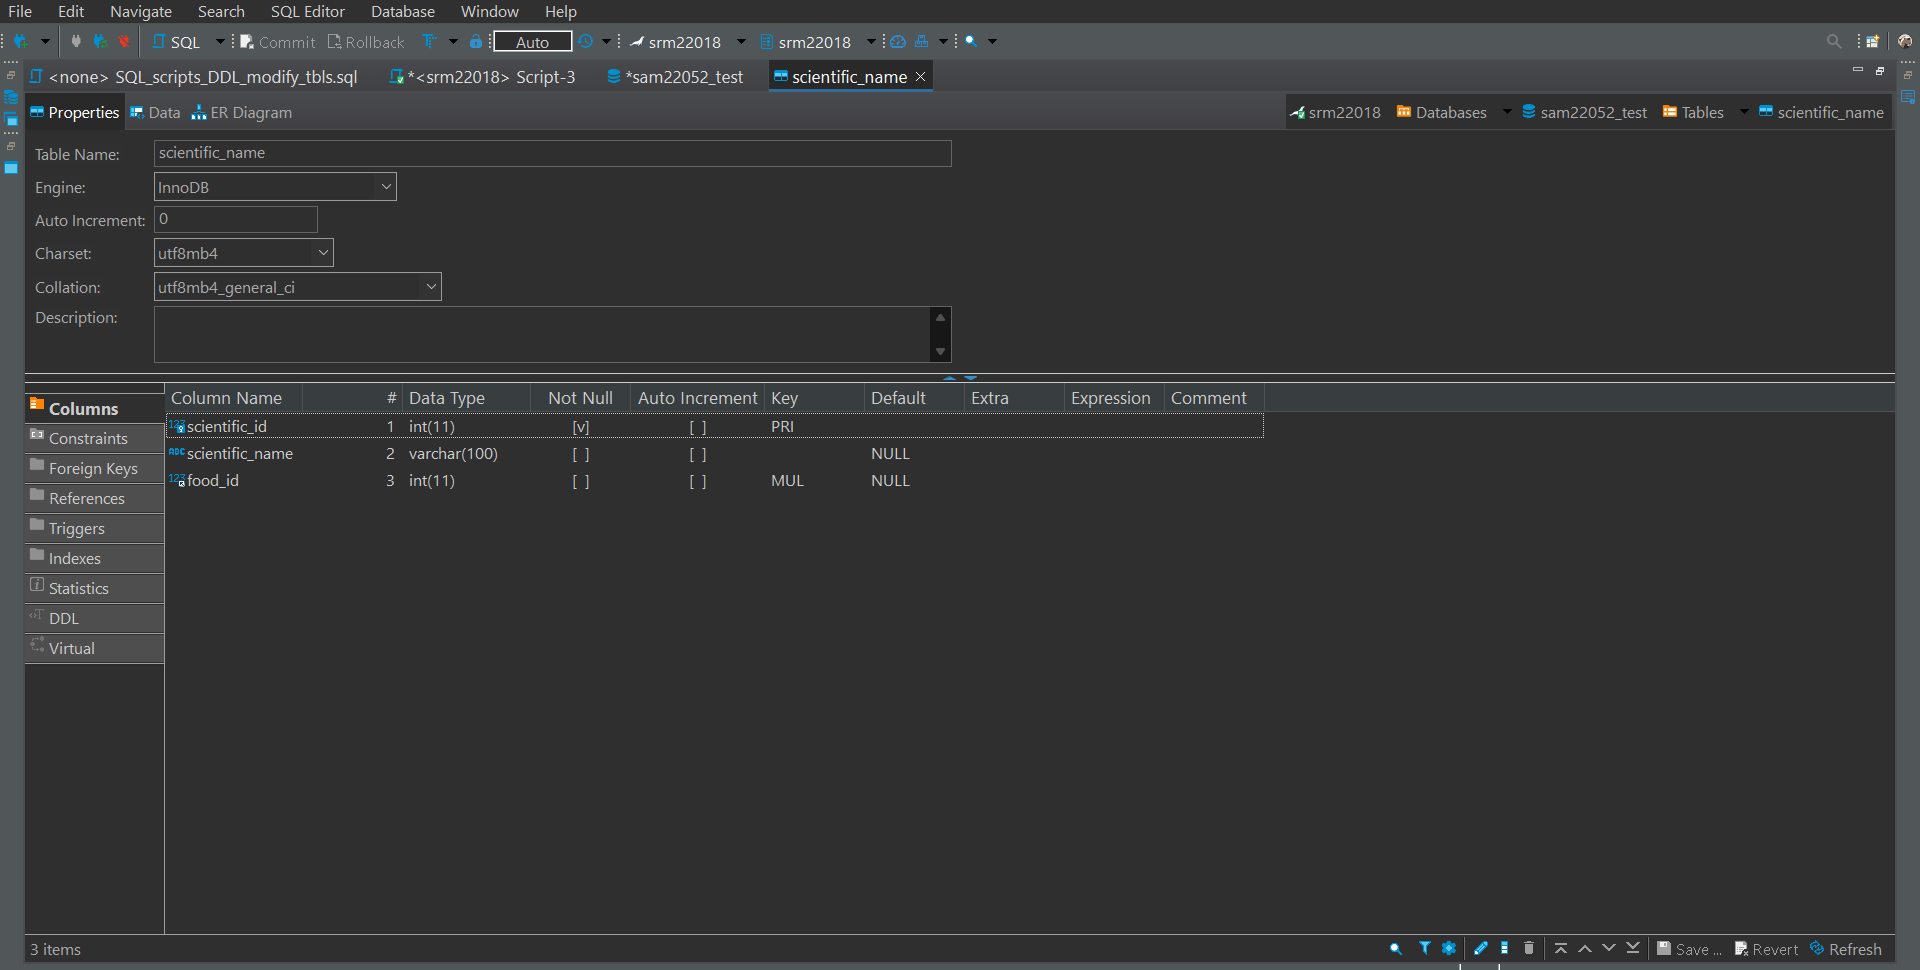 File Edit Navigate Search SQL Editor Database Window Help
SQL Commit Rollback Auto srm22018 srm22018
<none> SQL_scripts_DDL_modify_tbls.sql *<srm22018> Script-3 *sam22052_test scientific_name
Properties Data ER Diagram srm22018 Databases sam22052_test Tables scientific_name
Table Name: scientific_name
Engine: InnoDB
Auto Increment: 0
Charset: utf8mb4
Collation: utf8mb4_general_ci
Description:
Column Name # Data Type Not Null Auto Increment Key Default Extra Expression Comment
Columns
Constraints
Foreign Keys
References
Triggers
Indexes
Statistics
DDL
Virtual
123 scientific_id 1 int(11) [v] [ ] PRI
ABC scientific_name 2 varchar(100) [ ] [ ] NULL
123 food_id 3 int(11) [ ] [ ] MUL NULL
3 items Save ... Revert Refresh